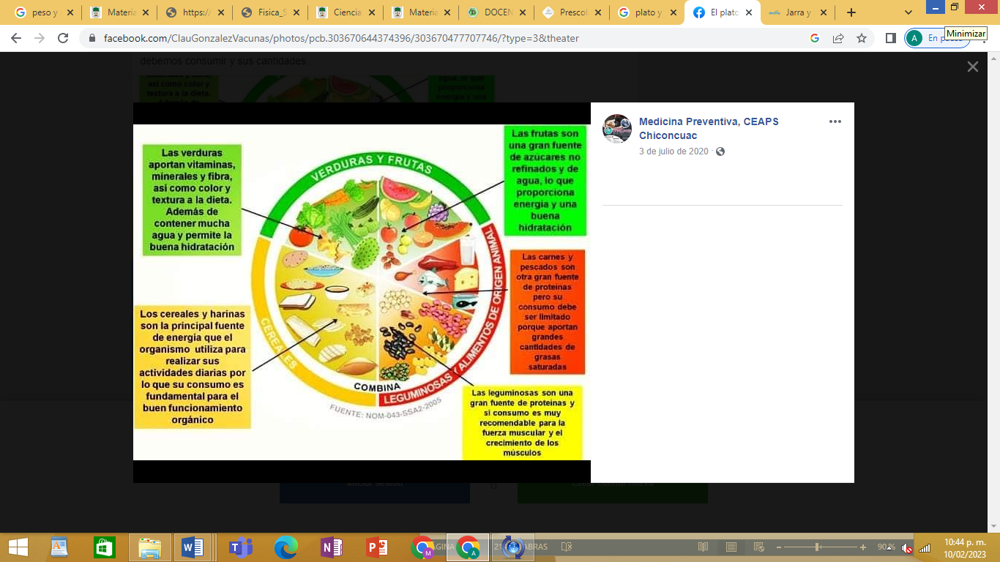 peso y
Materia
https:/
Fisica_S
Ciencia
Materia
DOCEN
Prescol
plato y
El plato
Jarra y
Minimizar
facebook.com/ClauGonzalezVacunas/photos/pcb.303670644374396/303670477707746/?type=3&theater
A
debemos consumir y sus cantidades.
Medicina Preventiva, CEAPS
Chiconcuac
3 de julio de 2020 ·
Las verduras
aportan vitaminas,
minerales y fibra,
asi como color y
textura a la dieta.
Además de
contener mucha
agua y permite la
buena hidratación
VERDURAS Y FRUTAS
Las frutas son
una gran fuente
de azúcares no
refinados y de
agua, lo que
proporciona
energia y una
buena
hidratación
Las carnes y
pescados son
otra gran fuente
de proteínas
pero su
consumo debe
ser limitado
porque aportan
grandes
cantidades de
grasas
saturadas
Los cereales y harinas
son la principal fuente
de energía que el
organismo utiliza para
realizar sus
actividades diarias por
lo que su consumo es
fundamental para el
buen funcionamiento
orgánico
CEREALES
COMBINA
LEGUMINOSAS Y ALIMENTOS DE ORIGEN ANIMAL
FUENTE: NOM-043-SSA2-2005
Las leguminosas son una
gran fuente de proteinas y
si consumo es muy
recomendable para la
fuerza muscular y el
crecimiento de los
músculos
Iniciar sesión
o
Crear cuenta nueva
90 %
10:44 p. m.
10/02/2023